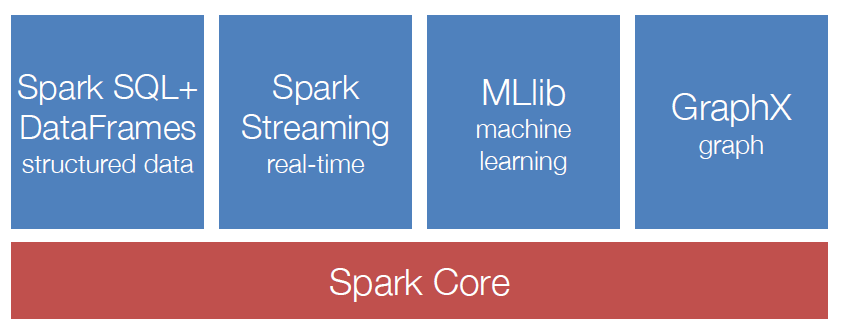 Spark SQL+
DataFrames
structured data
Spark
Streaming
real-time
MLlib
machine
learning
GraphX
graph
Spark Core